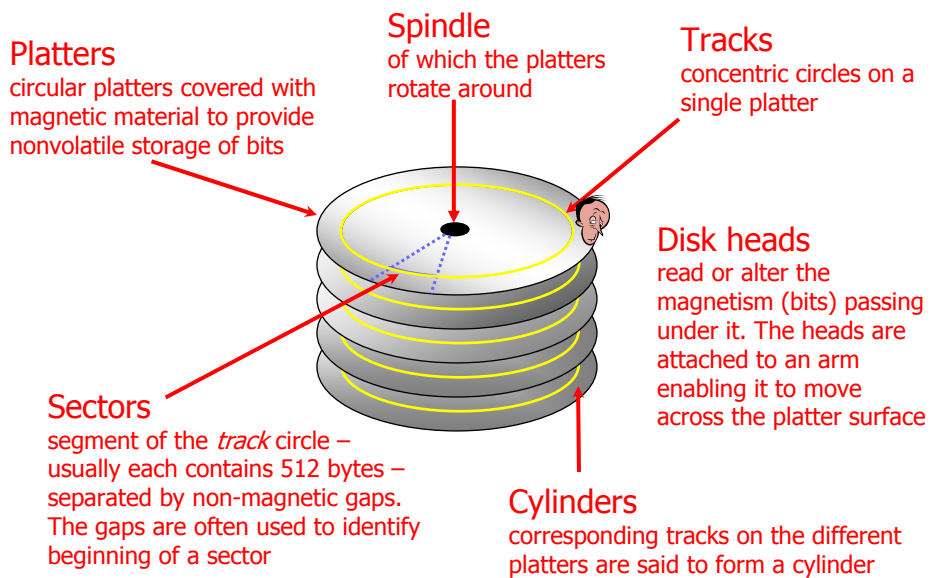 Platters
circular platters covered with
magnetic material to provide
nonvolatile storage of bits
Spindle
of which the platters
rotate around
Tracks
concentric circles on a
single platter
Disk heads
read or alter the
magnetism (bits) passing
under it. The heads are
attached to an arm
enabling it to move
across the platter surface
Sectors
segment of the track circle –
usually each contains 512 bytes –
separated by non-magnetic gaps.
The gaps are often used to identify
beginning of a sector
Cylinders
corresponding tracks on the different
platters are said to form a cylinder